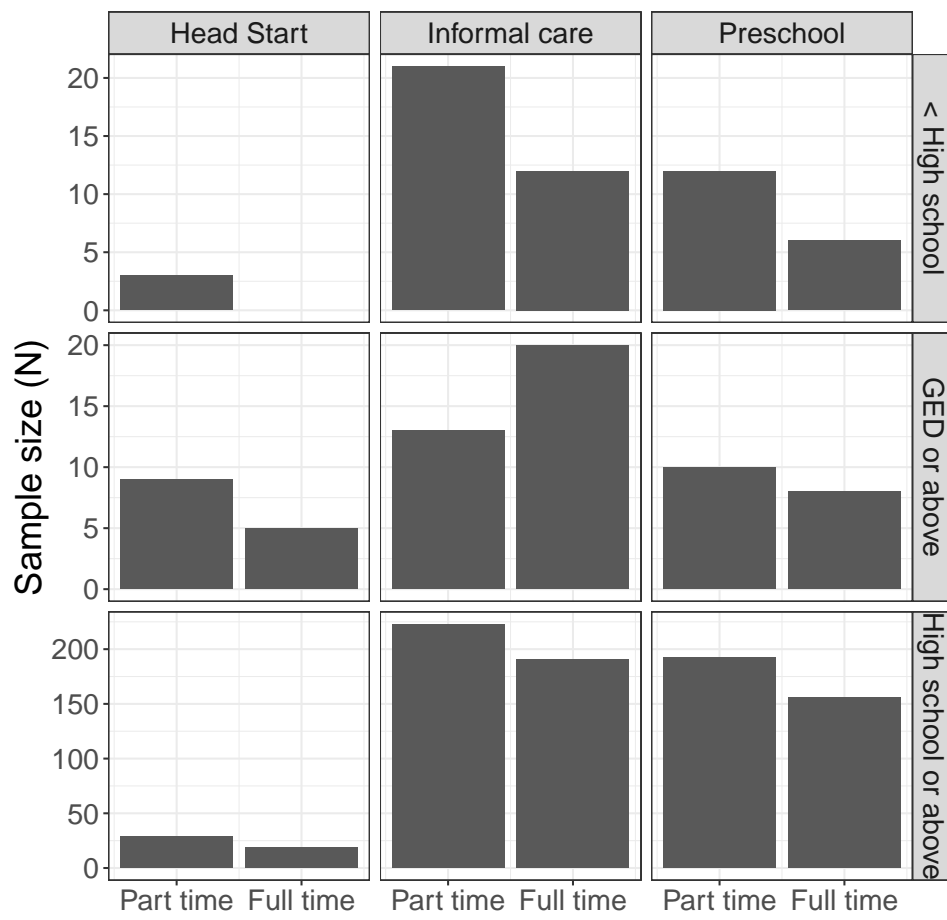 Head Start Informal care Preschool
20
15
10
5
0
< High school
20
15
10
5
0
GED or above
200
150
100
50
0
High school or above
Sample size (N)
Part time Full time Part time Full time Part time Full time